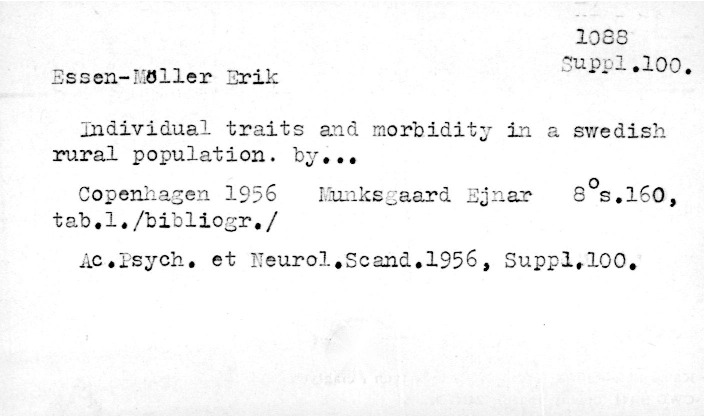 1088
Suppl.100.
Essen-Möller Erik
Individual traits and morbidity in a swedish
rural population. by...
Copenhagen 1956 Munksgaard Ejnar 8°s.160,
tab.1./bibliogr./
Ac.Psych. et Neurol.Scand.1956, Suppl.100.